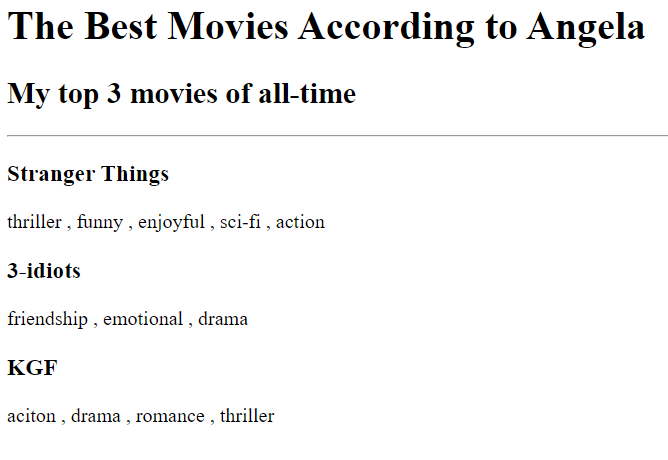 The Best Movies According to Angela
My top 3 movies of all-time
Stranger Things
thriller , funny , enjoyful , sci-fi , action
3-idiots
friendship , emotional , drama
KGF
aciton , drama , romance , thriller